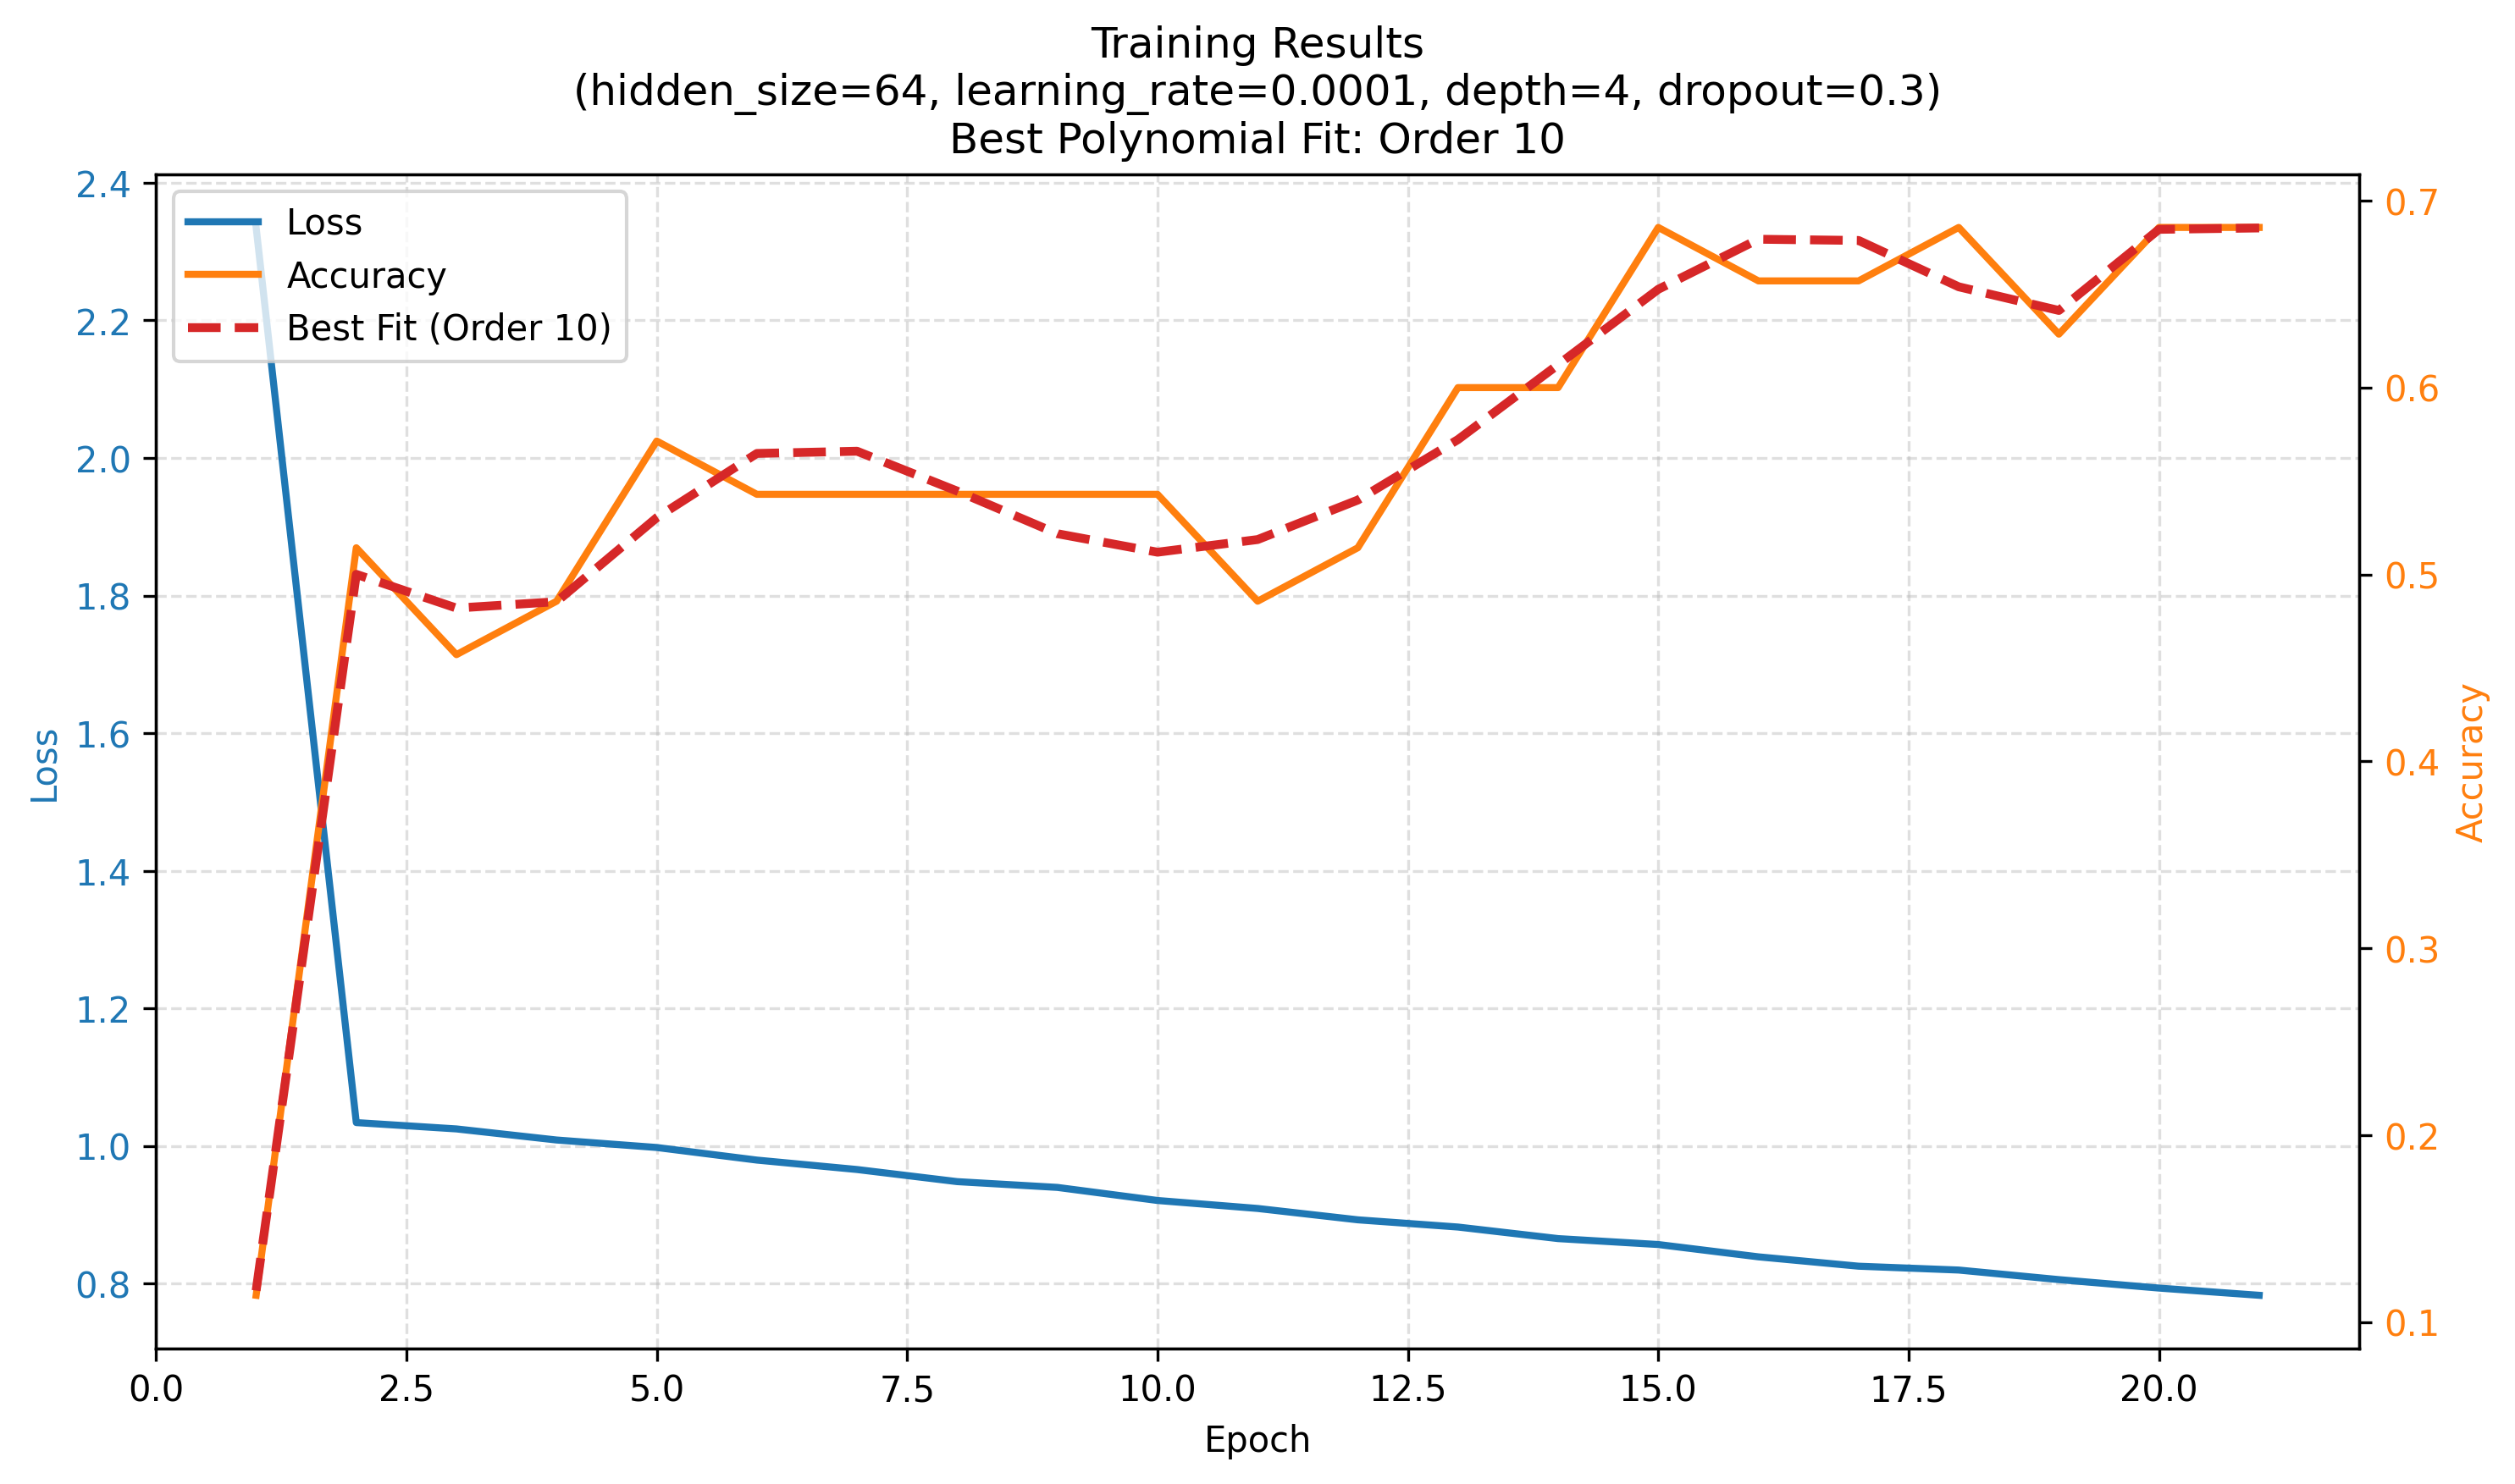 Training Results
(hidden_size=64, learning_rate=0.0001, depth=4, dropout=0.3)
Best Polynomial Fit: Order 10
Loss
Accuracy
Best Fit (Order 10)
2.4
2.2
2.0
1.8
1.6
1.4
1.2
1.0
0.8
Loss
0.7
0.6
0.5
0.4
0.3
0.2
0.1
Accuracy
0.0 2.5 5.0 7.5 10.0 12.5 15.0 17.5 20.0
Epoch